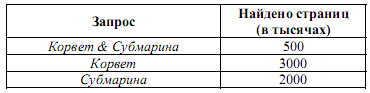 Запрос Найдено страниц
(в тысячах)
Корвет & Субмарина 500
Корвет 3000
Субмарина 2000